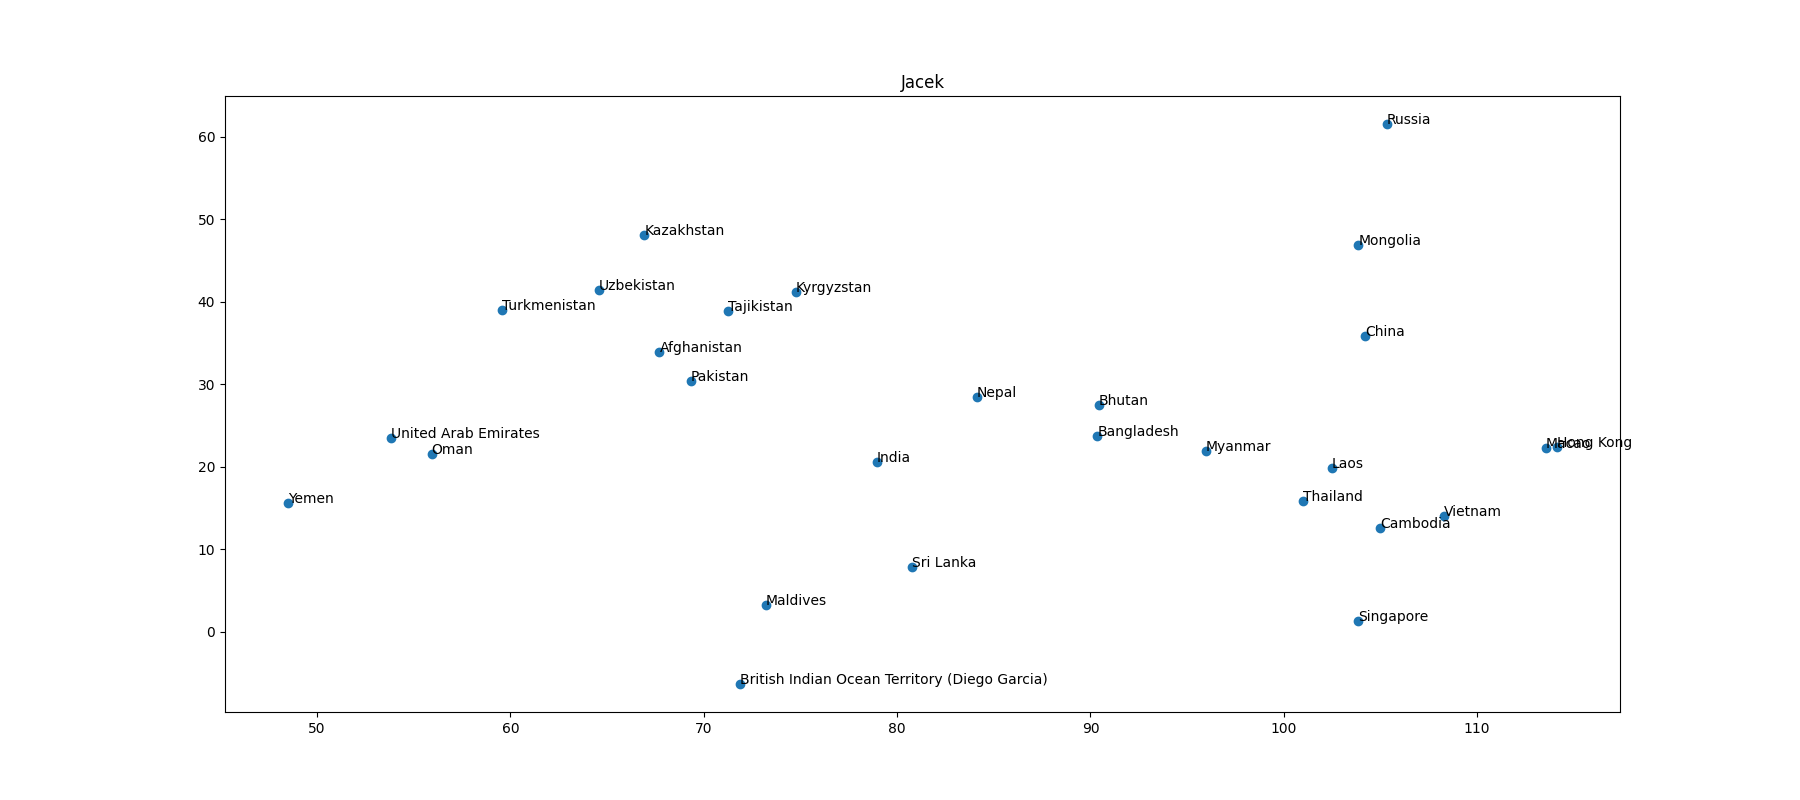 Jacek
60
Russia
50
Kazakhstan
Mongolia
40
Uzbekistan
Kyrgyzstan
Turkmenistan
Tajikistan
China
Afghanistan
30
Pakistan
Nepal
Bhutan
United Arab Emirates
Bangladesh
Oman
Myanmar
Macao
Hong Kong
20
India
Laos
Yemen
Thailand
Vietnam
Cambodia
10
Sri Lanka
Maldives
Singapore
0
British Indian Ocean Territory (Diego Garcia)
50 60 70 80 90 100 110